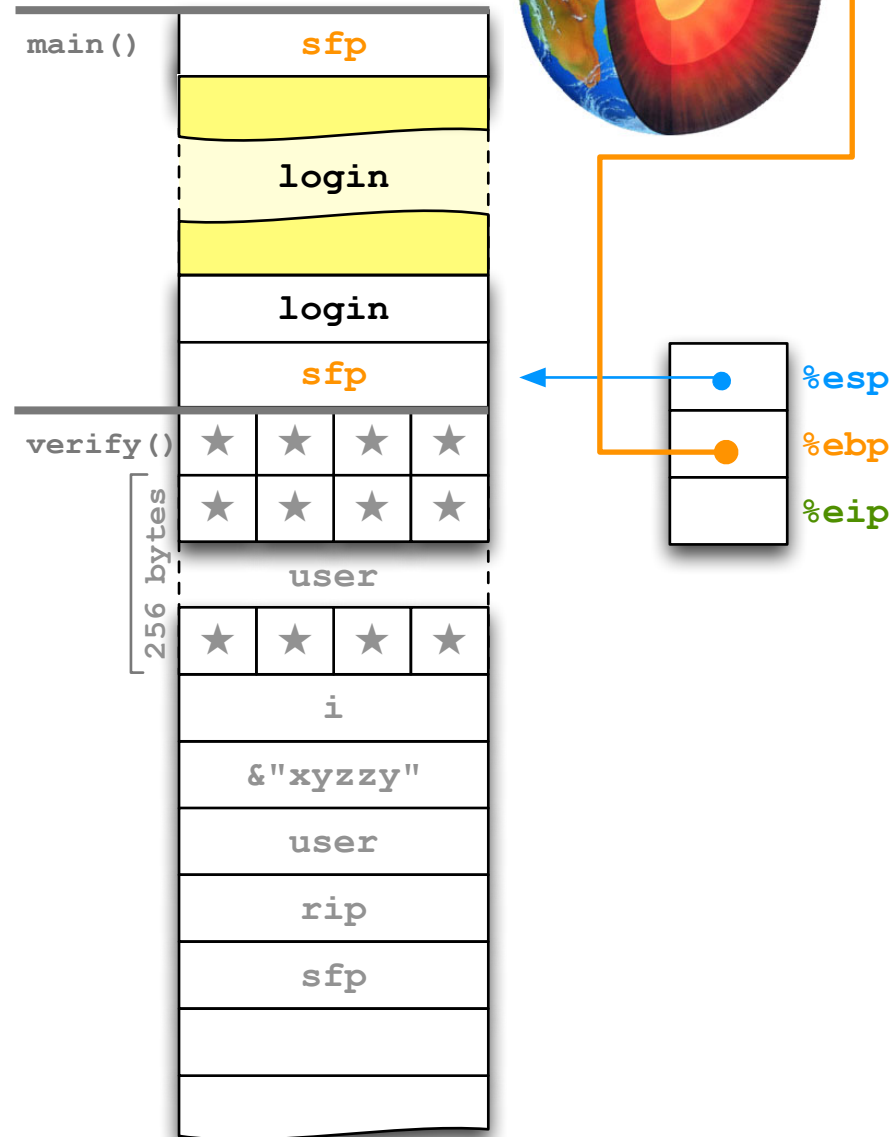 main()
sfp
login
login
sfp
%esp
verify()
%ebp
%eip
256 bytes
user
i
&"xyzzy"
user
rip
sfp